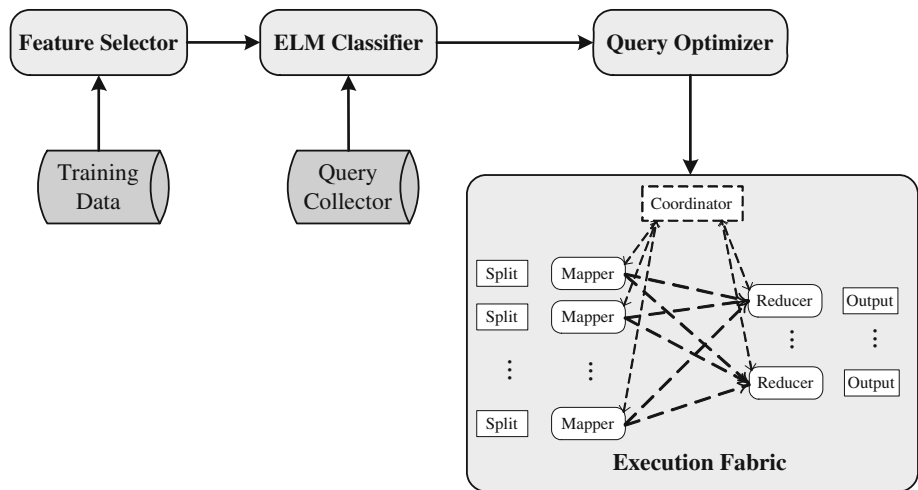 Feature Selector
ELM Classifier
Query Optimizer
Training
Data
Query
Collector
Coordinator
Split
Mapper
Split
Mapper
Reducer
Output
Reducer
Output
Split
Mapper
Execution Fabric